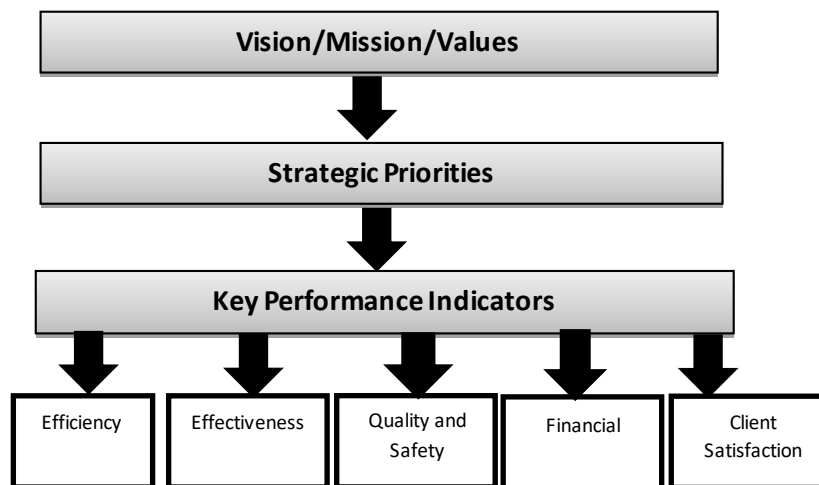 Vision/Mission/Values
Strategic Priorities
Key Performance Indicators
Efficiency
Effectiveness
Quality and
Safety
Financial
Client
Satisfaction